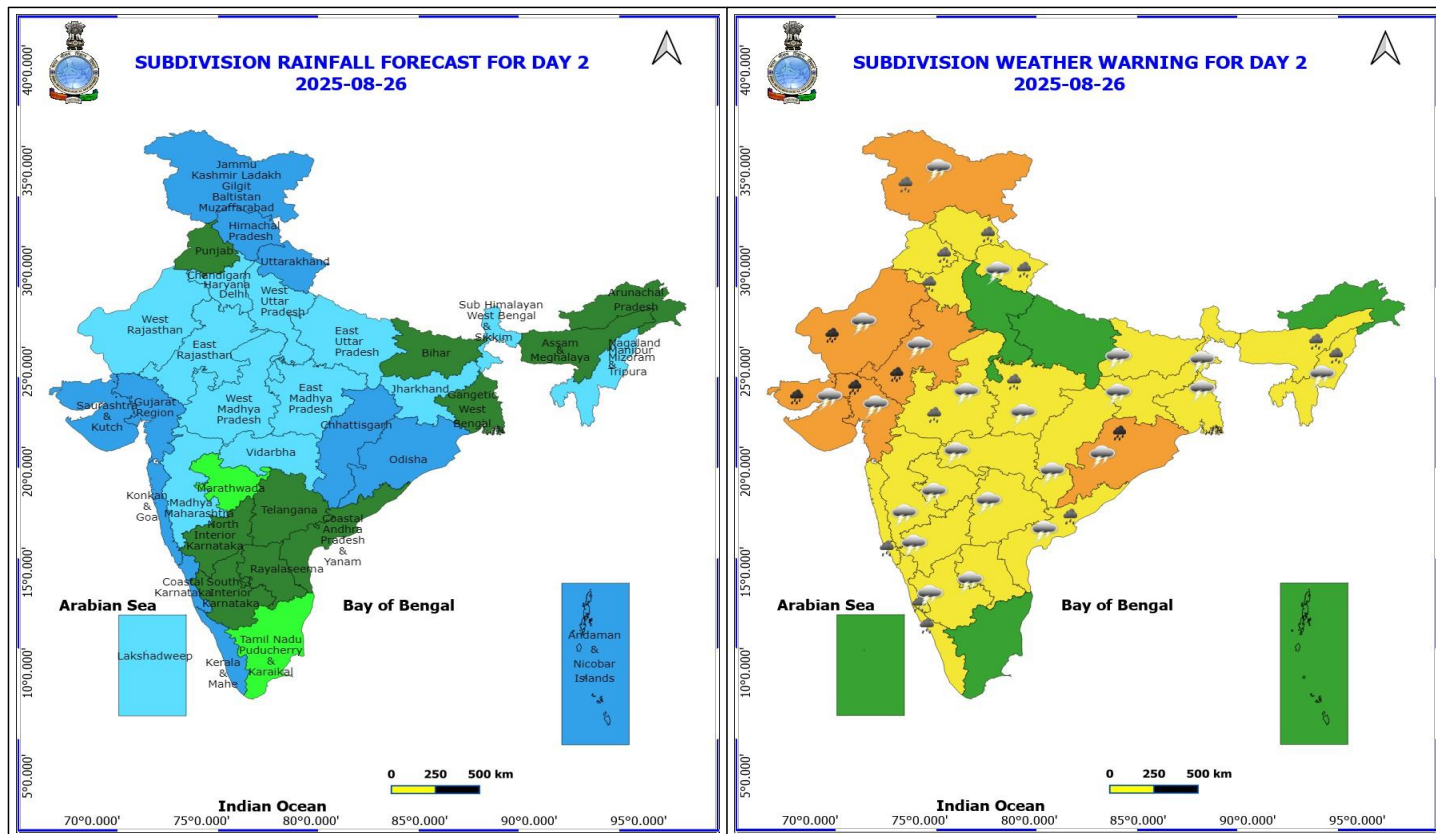 SUBDIVISION RAINFALL FORECAST FOR DAY 2
2025-08-26
40°0.000'
35°0.000'
30°0.000'
25°0.000'
20°0.000'
15°0.000'
10°0.000'
5°0.000'
Jammu
Kashmir Ladakh
Gilgit
Baltistan
Muzaffarabad
Himachal
Pradesh
Punjab
Uttarakhand
Chandigarh
Haryana
Delhi
West
Uttar
Pradesh
West
Rajasthan
East
Rajasthan
East
Uttar
Pradesh
Sub Himalayan
West Bengal
&
Sikkim
Arunachal
Pradesh
Assam
&
Meghalaya
Nagaland
Manipur
Mizoram
&
Tripura
Bihar
Jharkhand
Gangetic
West
Bengal
Saurashtra
&
Kutch
Gujarat
Region
West
Madhya
Pradesh
East
Madhya
Pradesh
Chhattisgarh
Odisha
Vidarbha
Konkan
&
Goa
Marathwada
Madhya
Maharashtra
Telangana
North
Interior
Karnataka
Coastal
Andhra
Pradesh
&
Yanam
Rayalaseema
Coastal
Karnataka
South
Interior
Karnataka
Arabian Sea
Bay of Bengal
Lakshadweep
Kerala
&
Mahe
Tamil Nadu
Puducherry
&
Karaikal
Andaman
&
Nicobar
Islands
0 250 500 km
Indian Ocean
70°0.000' 75°0.000' 80°0.000' 85°0.000' 90°0.000' 95°0.000'
SUBDIVISION WEATHER WARNING FOR DAY 2
2025-08-26
40°0.000'
35°0.000'
30°0.000'
25°0.000'
20°0.000'
15°0.000'
10°0.000'
5°0.000'
Arabian Sea
Bay of Bengal
0 250 500 km
Indian Ocean
70°0.000' 75°0.000' 80°0.000' 85°0.000' 90°0.000' 95°0.000'